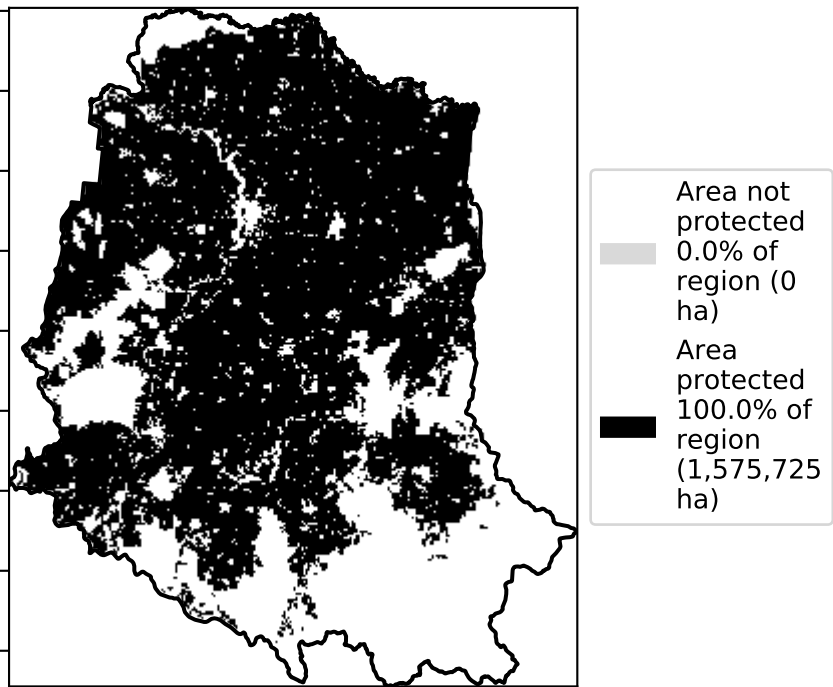 Area not
protected
0.0% of
region (0
ha)
Area
protected
100.0% of
region
(1,575,725
ha)